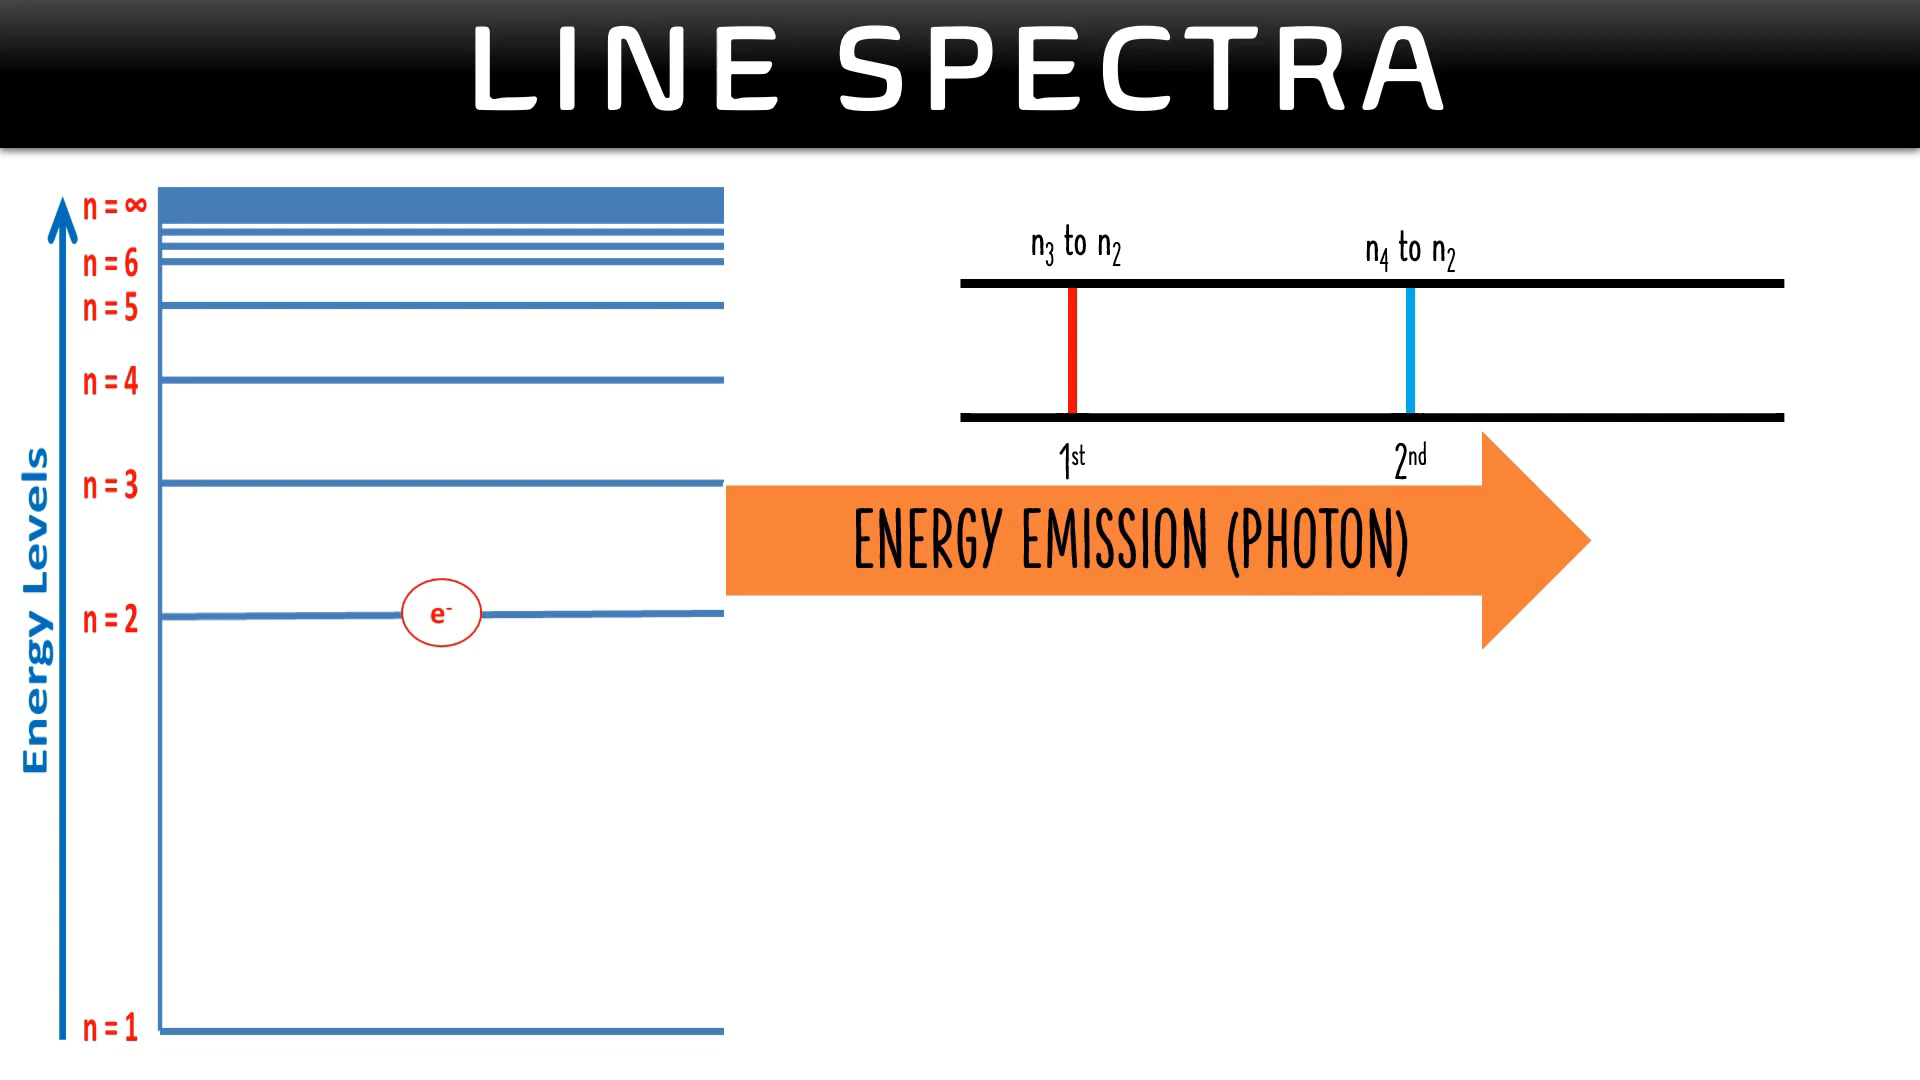 LINE SPECTRA
n = ∞
n = 6
n = 5
n = 4
n = 3
n = 2
n = 1
Energy Levels
e⁻
n₃ to n₂
n₄ to n₂
1ˢᵗ
2ⁿᵈ
ENERGY EMISSION (PHOTON)